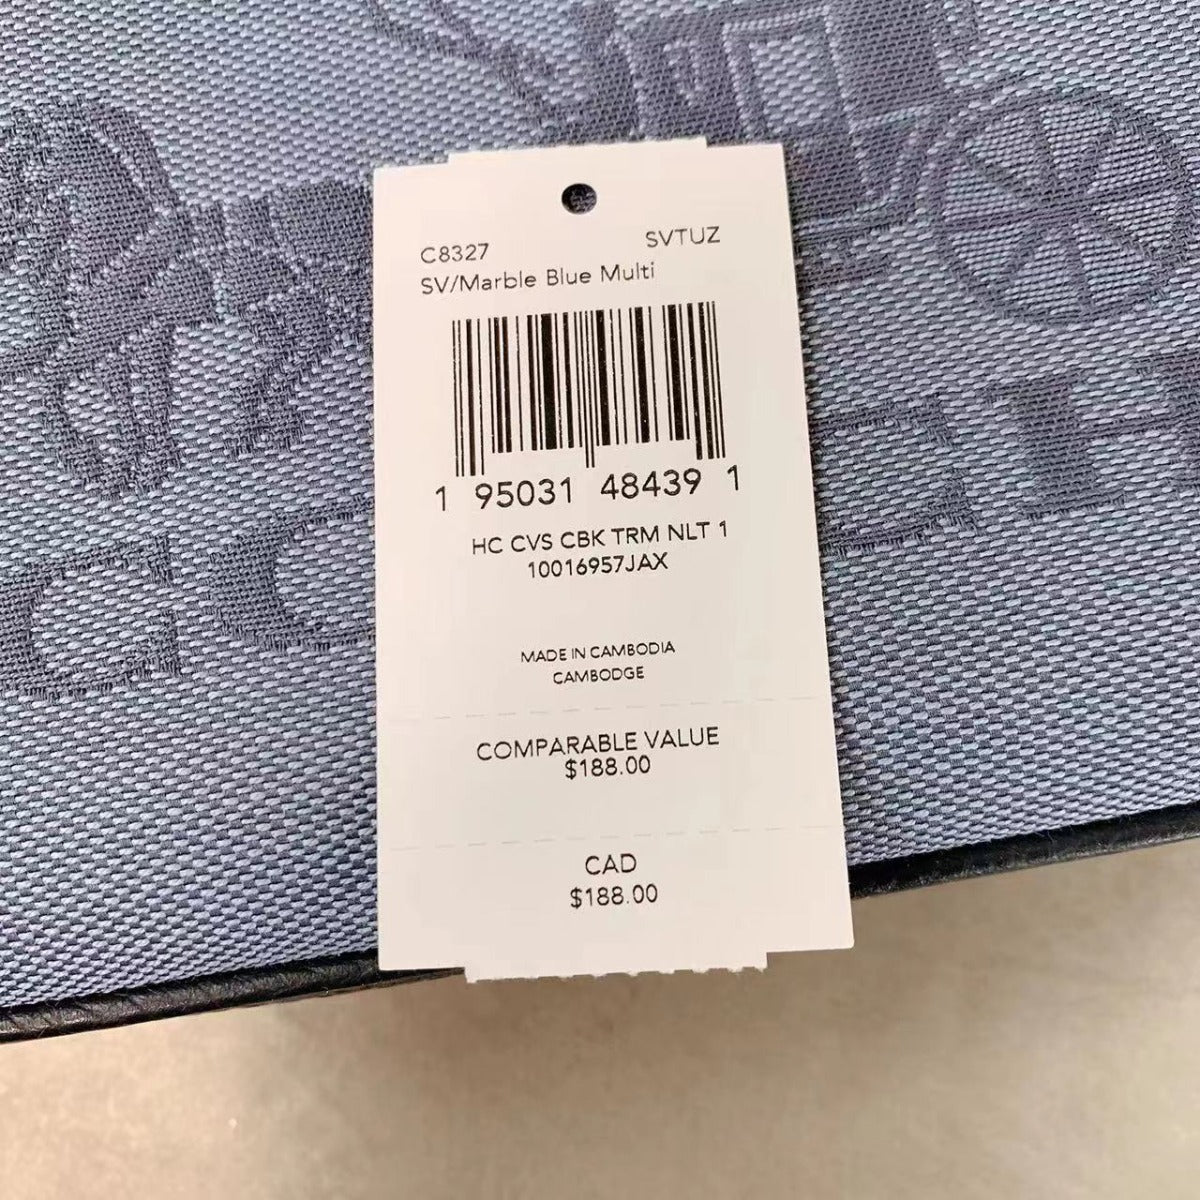 C8327 SVTUZ
SV/Marble Blue Multi
1 95031 48439 1
HC CVS CBK TRM NLT 1
10016957JAX
MADE IN CAMBODIA
CAMBODGE
COMPARABLE VALUE
$188.00
CAD
$188.00